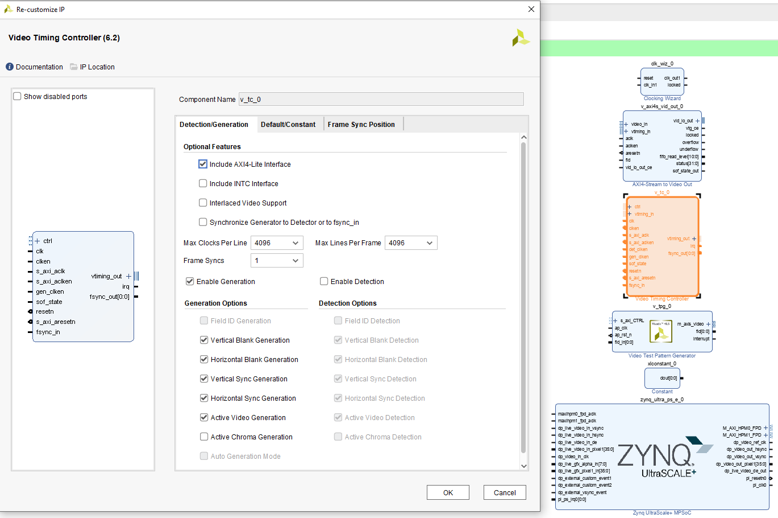 Re-customize IP
Video Timing Controller (6.2)
Documentation IP Location
Show disabled ports
Component Name v_tc_0
Detection/Generation Default/Constant Frame Sync Position
Optional Features
Include AXI4-Lite Interface
Include INTC Interface
Interlaced Video Support
Synchronize Generator to Detector or to fsync_in
Max Clocks Per Line 4096 Max Lines Per Frame 4096
Frame Syncs 1
Enable Generation Enable Detection
Generation Options Detection Options
Field ID Generation Field ID Detection
Vertical Blank Generation Vertical Blank Detection
Horizontal Blank Generation Horizontal Blank Detection
Vertical Sync Generation Vertical Sync Detection
Horizontal Sync Generation Horizontal Sync Detection
Active Video Generation Active Video Detection
Active Chroma Generation Active Chroma Detection
Auto Generation Mode
OK Cancel
ctrl
clk
clken
s_axi_aclk
s_axi_aclken
gen_clken
sof_state
resetn
s_axi_aresetn
fsync_in
vtiming_out
irq
fsync_out[0:0]
clk_wiz_0
reset clk_out1
clk_in1 locked
Clocking Wizard
v_axi4s_vid_out_0
video_in
vtiming_in
aclk
aclken
aresetn
fid
vid_io_out_ce
vid_io_out
vtg_ce
locked
overflow
underflow
fifo_read_level[10:0]
status[31:0]
sof_state_out
AXI4-Stream to Video Out
v_tc_0
ctrl
vtiming_in
clk
clken
s_axi_aclk
s_axi_aclken
det_clken
gen_clken
sof_state
resetn
s_axi_aresetn
fsync_in
vtiming_out
irq
fsync_out[0:0]
Video Timing Controller
v_tpg_0
s_axi_CTRL
ap_clk
ap_rst_n
fid_in[0:0]
m_axis_video
fid[0:0]
interrupt
Video Test Pattern Generator
xlconstant_0
dout[0:0]
Constant
zynq_ultra_ps_e_0
maxihpm0_fpd_aclk
maxihpm1_fpd_aclk
dp_live_video_in_vsync
dp_live_video_in_hsync
dp_live_video_in_de
dp_live_video_in_pixel1[35:0]
dp_video_in_clk
dp_live_gfx_alpha_in[7:0]
dp_live_gfx_pixel1_in[35:0]
dp_external_custom_event1
dp_external_custom_event2
dp_external_vsync_event
pl_ps_irq0[0:0]
ZYNQ
UltraSCALE+
M_AXI_HPM0_FPD
M_AXI_HPM1_FPD
dp_video_ref_clk
dp_video_out_hsync
dp_video_out_vsync
dp_video_out_pixel1[35:0]
dp_live_video_de_out
pl_resetn0
pl_clk0
Zynq UltraScale+ MPSoC